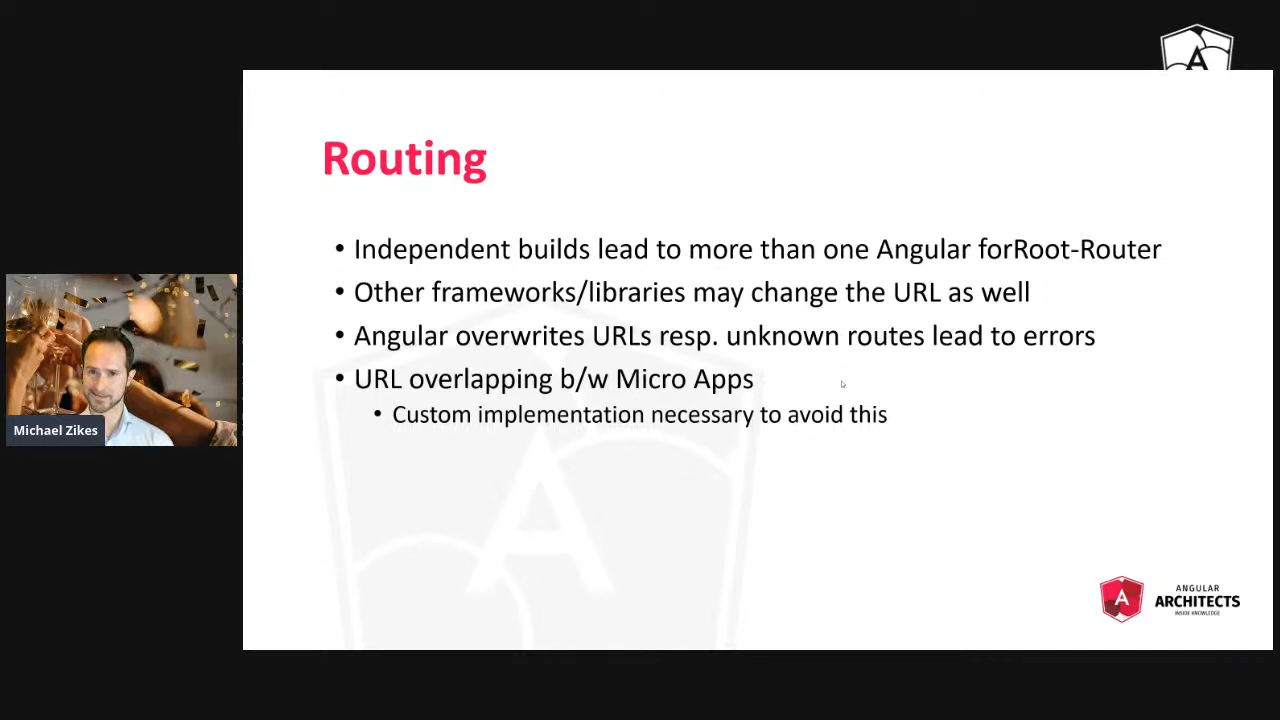 Routing
• Independent builds lead to more than one Angular forRoot-Router
• Other frameworks/libraries may change the URL as well
• Angular overwrites URLs resp. unknown routes lead to errors
• URL overlapping b/w Micro Apps
• Custom implementation necessary to avoid this
Michael Zikes
A
ANGULAR
ARCHITECTS
INSIDE KNOWLEDGE